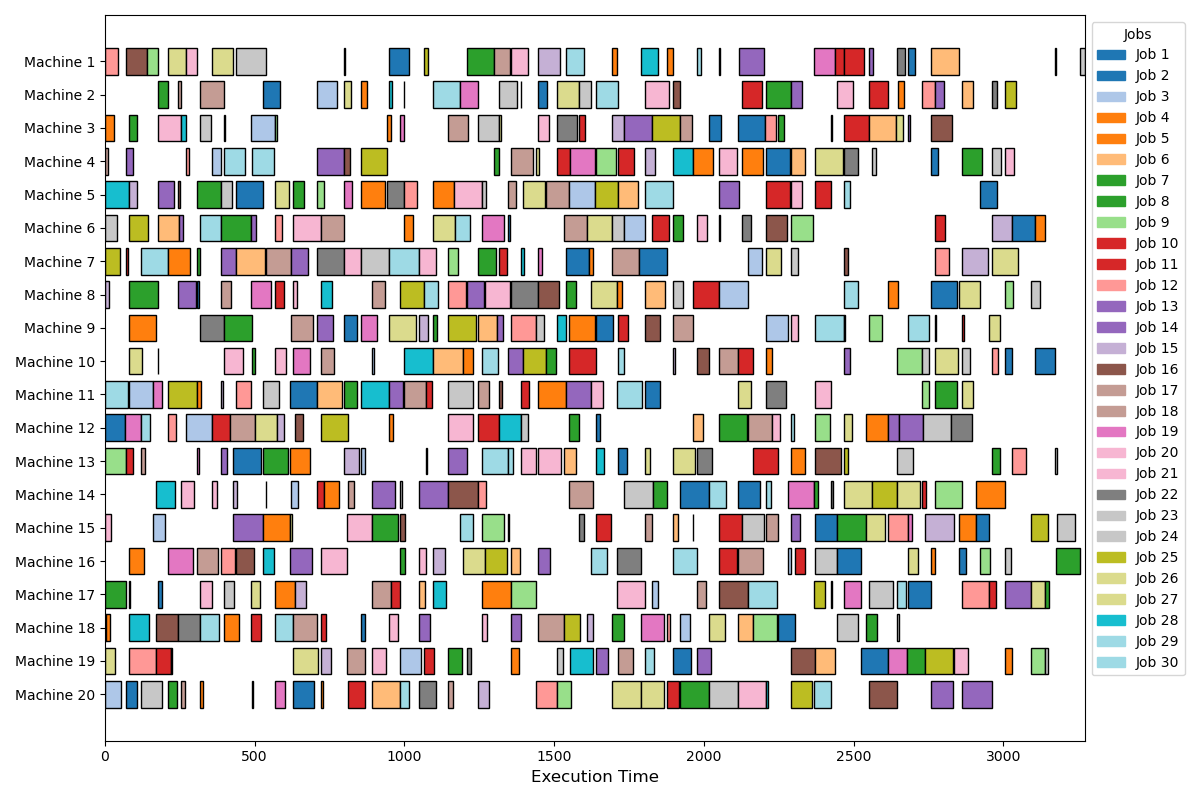 Machine 1
Machine 2
Machine 3
Machine 4
Machine 5
Machine 6
Machine 7
Machine 8
Machine 9
Machine 10
Machine 11
Machine 12
Machine 13
Machine 14
Machine 15
Machine 16
Machine 17
Machine 18
Machine 19
Machine 20
0 500 1000 1500 2000 2500 3000
Execution Time
Jobs
Job 1
Job 2
Job 3
Job 4
Job 5
Job 6
Job 7
Job 8
Job 9
Job 10
Job 11
Job 12
Job 13
Job 14
Job 15
Job 16
Job 17
Job 18
Job 19
Job 20
Job 21
Job 22
Job 23
Job 24
Job 25
Job 26
Job 27
Job 28
Job 29
Job 30